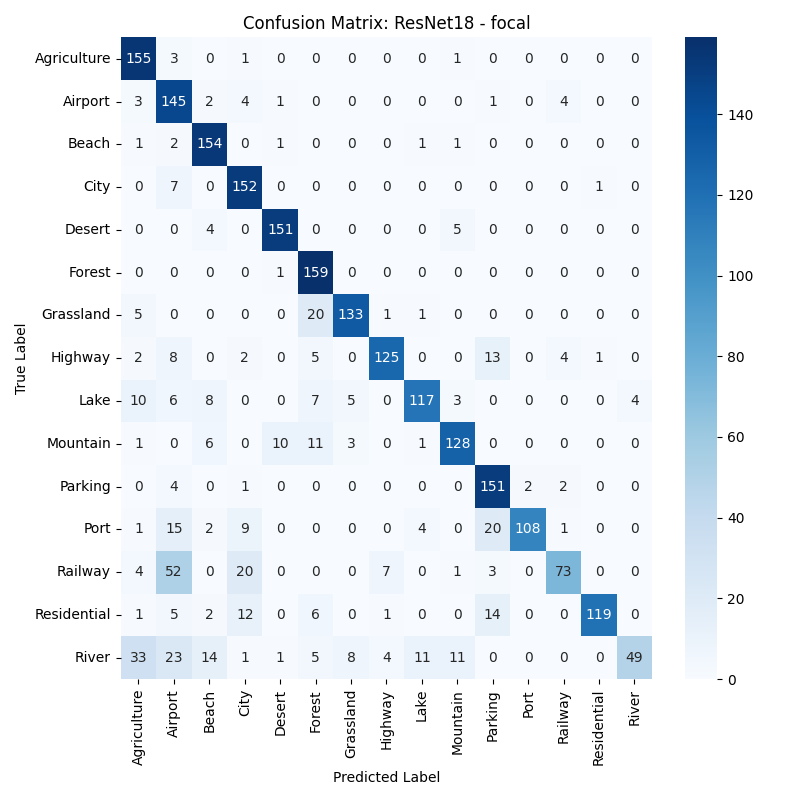 Confusion Matrix: ResNet18 - focal
Agriculture 155 3 0 1 0 0 0 0 0 1 0 0 0 0 0
Airport 3 145 2 4 1 0 0 0 0 0 1 0 4 0 0
Beach 1 2 154 0 1 0 0 0 1 1 0 0 0 0 0
City 0 7 0 152 0 0 0 0 0 0 0 0 0 1 0
Desert 0 0 4 0 151 0 0 0 0 5 0 0 0 0 0
Forest 0 0 0 0 1 159 0 0 0 0 0 0 0 0 0
Grassland 5 0 0 0 0 20 133 1 1 0 0 0 0 0 0
Highway 2 8 0 2 0 5 0 125 0 0 13 0 4 1 0
Lake 10 6 8 0 0 7 5 0 117 3 0 0 0 0 4
Mountain 1 0 6 0 10 11 3 0 1 128 0 0 0 0 0
Parking 0 4 0 1 0 0 0 0 0 0 151 2 2 0 0
Port 1 15 2 9 0 0 0 0 4 0 20 108 1 0 0
Railway 4 52 0 20 0 0 0 7 0 1 3 0 73 0 0
Residential 1 5 2 12 0 6 0 1 0 0 14 0 0 119 0
River 33 23 14 1 1 5 8 4 11 11 0 0 0 0 49
Agriculture Airport Beach City Desert Forest Grassland Highway Lake Mountain Parking Port Railway Residential River
Predicted Label
True Label
140
120
100
80
60
40
20
0